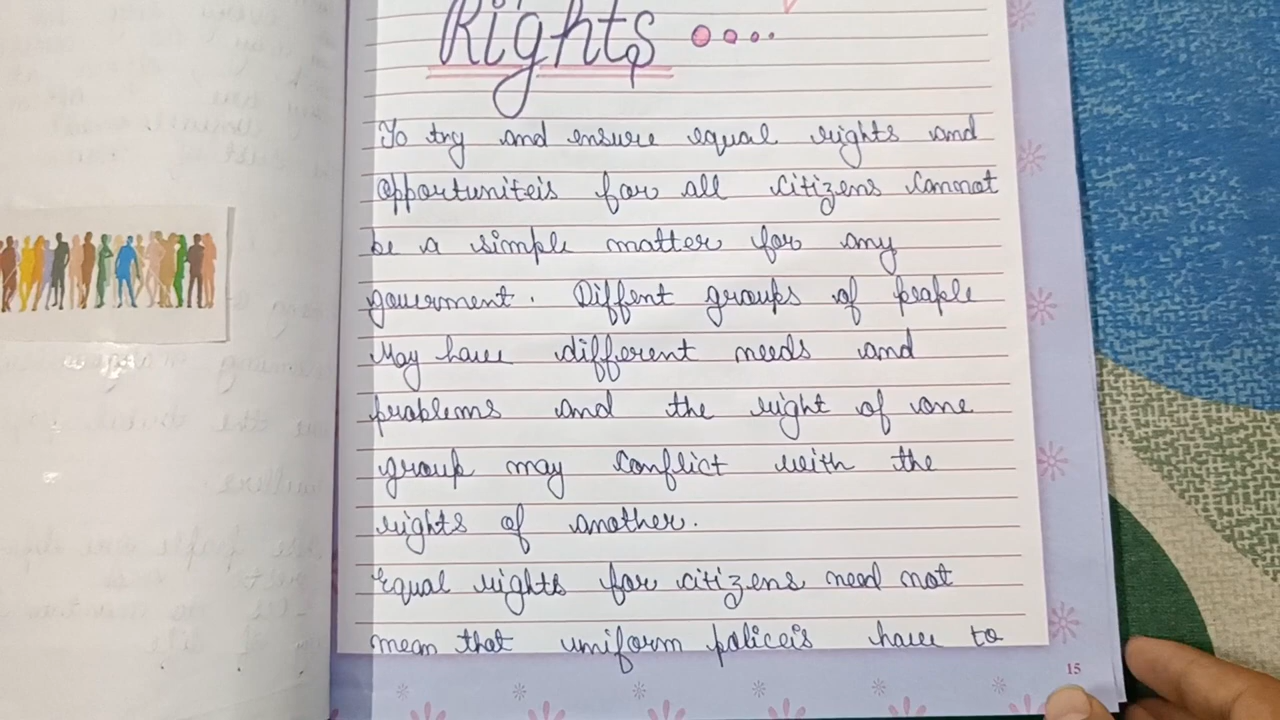 Rights ....
To try and ensure equal rights and
opportuniteis for all citizens cannot
be a simple matter for any
gouerment. Diffent groups of people
May have different needs and
problems and the right of one
group may conflict with the
rights of another.
Equal rights for citizens need not
mean that uniform policeis have to
15